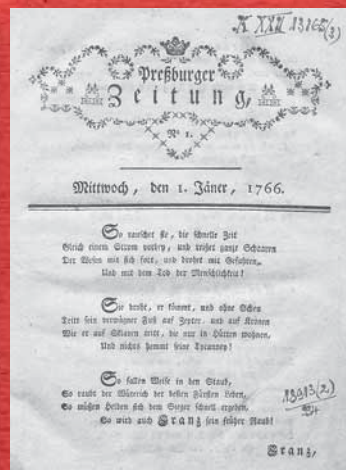 A XXII 13165(3)
Preßburger
Zeitung,
Nº 1.
Mittwoch, den 1. Jäner, 1766.
So rauschet sie, die schnelle Zeit
Gleich einem Strom vorbey, und reißet ganze Schaaren
Der Wesen mit sich fort, und drohet mit Gefahren,
Und mit dem Tod der Menschlichkeit!
Sie droht, er kömmt, und ohne Scheu
Tritt sein verwägner Fuß auf Zepter, und auf Kronen
Wie er auf Sklaven tritt, die nur in Hütten wohnen,
Und nichts hemmt seine Tyranney!
So fallen Weise in den Staub,
So raubt der Wüterich der besten Fürsten Leben,
So müßen Helden sich dem Sieger schnell ergeben,
So wird auch Franz sein früher Raub!
13913(2)
Franz,